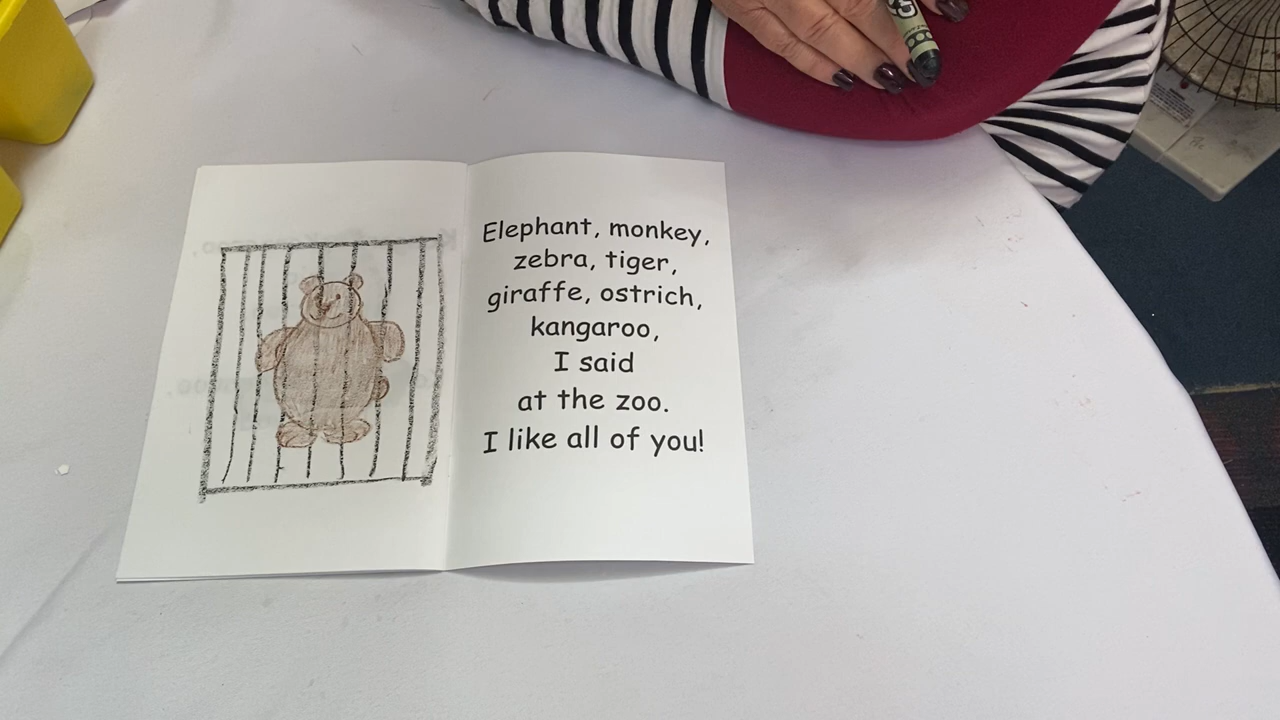 Elephant, monkey,
zebra, tiger,
giraffe, ostrich,
kangaroo,
I said
at the zoo.
I like all of you!